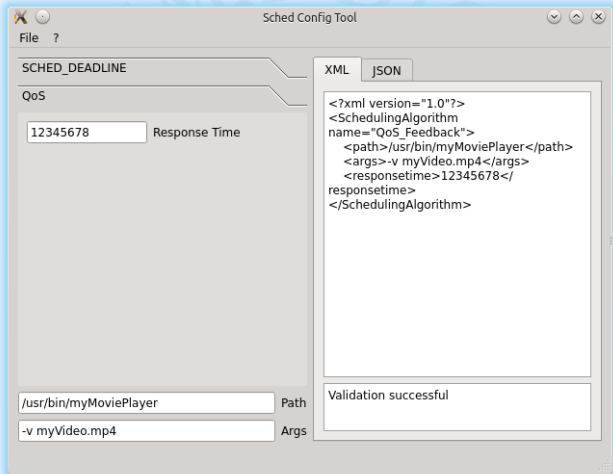 Sched Config Tool
File ?
SCHED_DEADLINE
QoS
12345678 Response Time
/usr/bin/myMoviePlayer Path
-v myVideo.mp4 Args
XML JSON
<?xml version="1.0"?>
<SchedulingAlgorithm
name="QoS_Feedback">
<path>/usr/bin/myMoviePlayer</path>
<args>-v myVideo.mp4</args>
<responsetime>12345678</
responsetime>
</SchedulingAlgorithm>
Validation successful